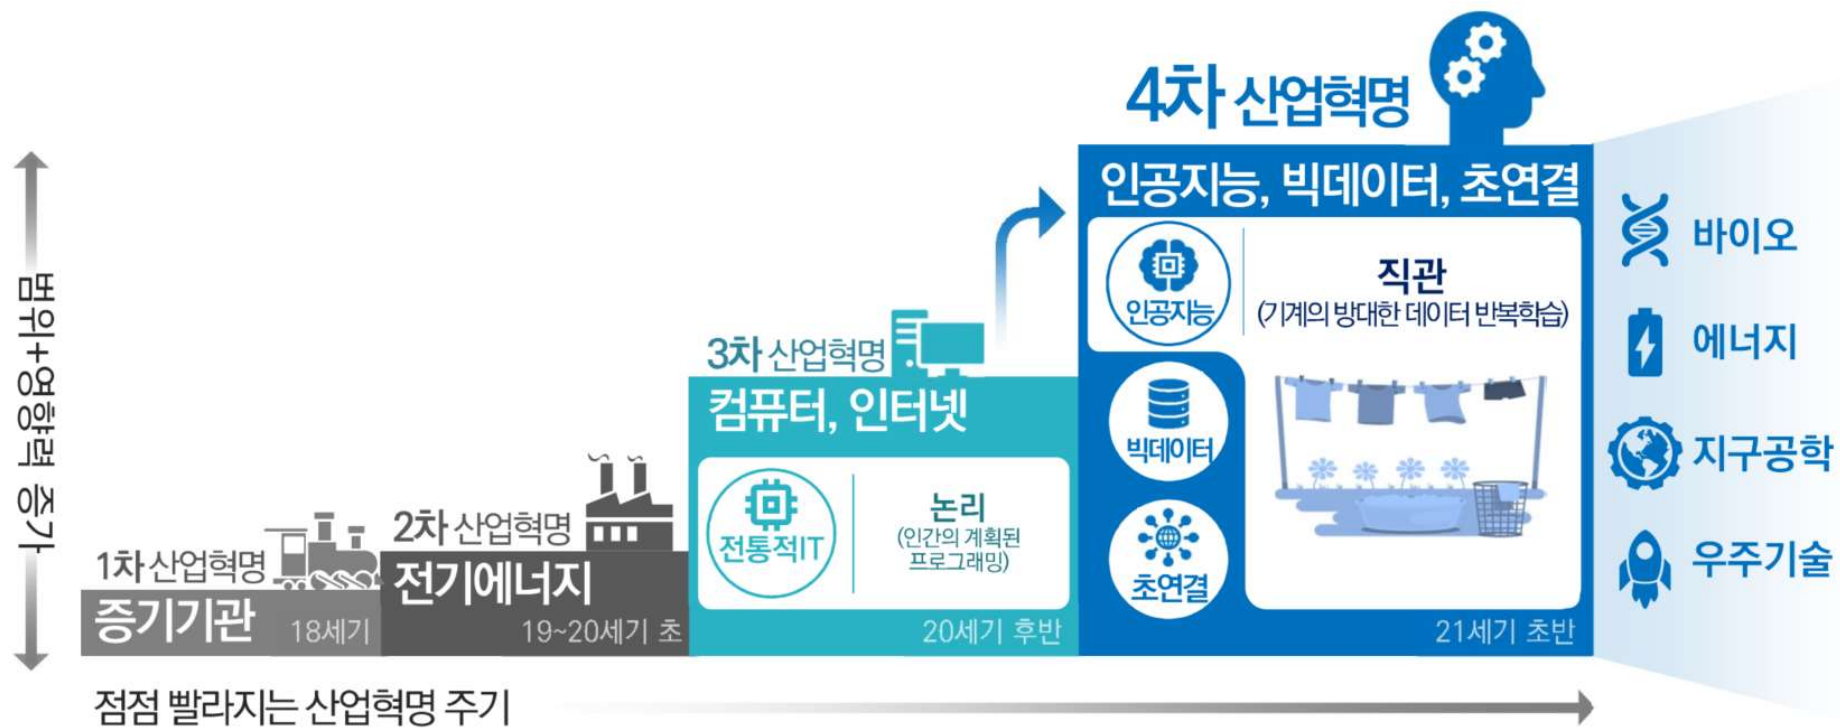 범위+영향력 증가
1차 산업혁명
증기기관
18세기
2차 산업혁명
전기에너지
19~20세기 초
3차 산업혁명
컴퓨터, 인터넷
전통적IT
논리
(인간의 계획된
프로그래밍)
20세기 후반
4차 산업혁명
인공지능, 빅데이터, 초연결
인공지능
직관
(기계의 방대한 데이터 반복학습)
빅데이터
초연결
21세기 초반
바이오
에너지
지구공학
우주기술
점점 빨라지는 산업혁명 주기